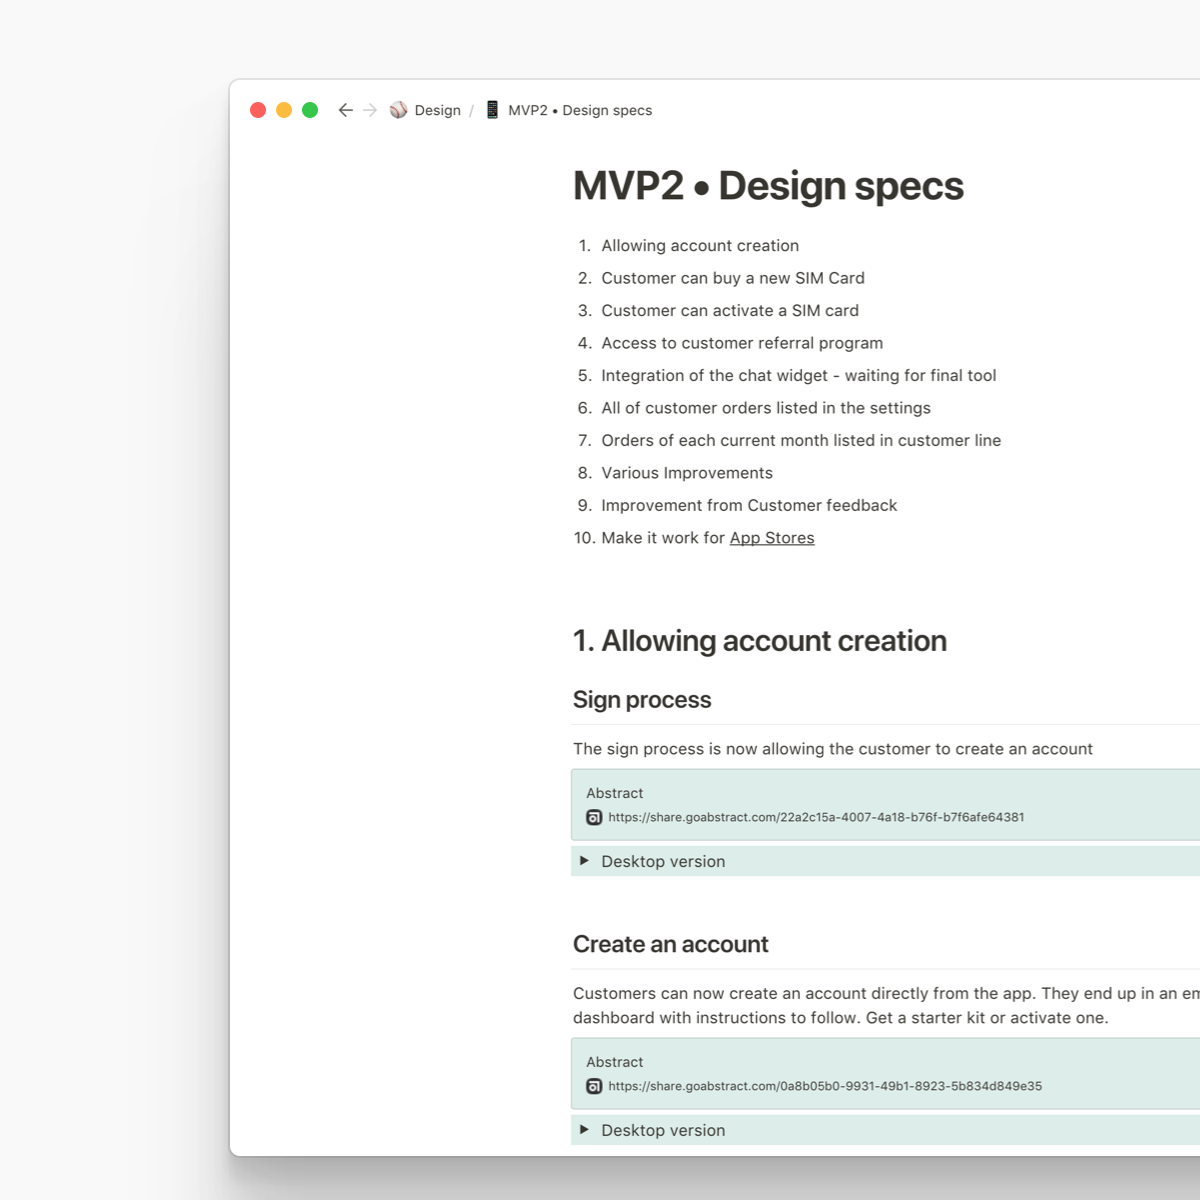 Design / MVP2 • Design specs
MVP2 • Design specs
1. Allowing account creation
2. Customer can buy a new SIM Card
3. Customer can activate a SIM card
4. Access to customer referral program
5. Integration of the chat widget - waiting for final tool
6. All of customer orders listed in the settings
7. Orders of each current month listed in customer line
8. Various Improvements
9. Improvement from Customer feedback
10. Make it work for App Stores
1. Allowing account creation
Sign process
The sign process is now allowing the customer to create an account
Abstract
https://share.goabstract.com/22a2c15a-4007-4a18-b76f-b7f6afe64381
Desktop version
Create an account
Customers can now create an account directly from the app. They end up in an
dashboard with instructions to follow. Get a starter kit or activate one.
Abstract
https://share.goabstract.com/0a8b05b0-9931-49b1-8923-5b834d849e35
Desktop version